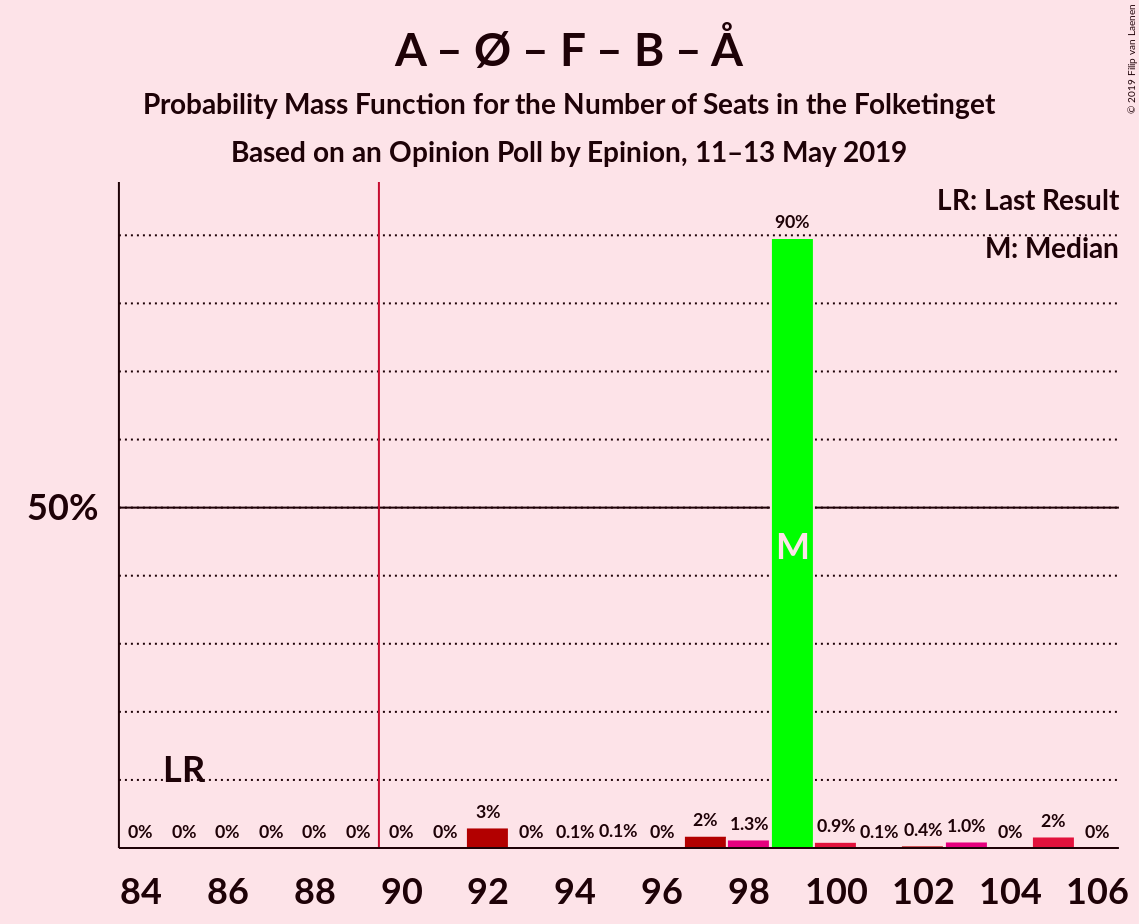 A – Ø – F – B – Å
Probability Mass Function for the Number of Seats in the Folketinget
Based on an Opinion Poll by Epinion, 11–13 May 2019
© 2019 Filip van Laenen
LR: Last Result
M: Median
90%
50%
M
LR
0% 0% 0% 0% 0% 0% 0% 0% 3% 0% 0.1% 0.1% 0% 2% 1.3% 0.9% 0.1% 0.4% 1.0% 0% 2% 0%
84 86 88 90 92 94 96 98 100 102 104 106